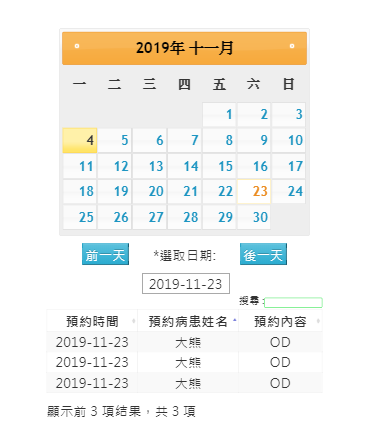 2019年 十一月
一 二 三 四 五 六 日
1 2 3
4 5 6 7 8 9 10
11 12 13 14 15 16 17
18 19 20 21 22 23 24
25 26 27 28 29 30
前一天 *選取日期: 後一天
2019-11-23
搜尋:
預約時間 預約病患姓名 預約內容
2019-11-23 大熊 OD
2019-11-23 大熊 OD
2019-11-23 大熊 OD
顯示前 3 項結果，共 3 項